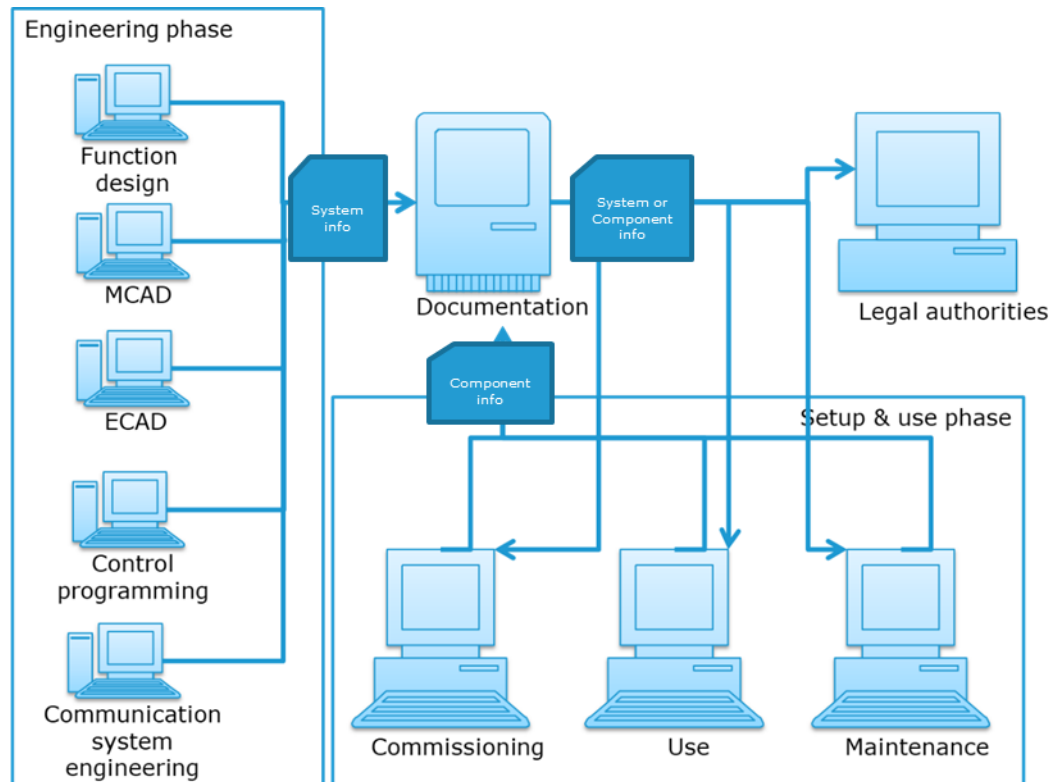 Engineering phase
Function
design
MCAD
ECAD
Control
programming
Communication
system
engineering
System
info
Documentation
System or
Component
info
Legal authorities
Component
info
Setup & use phase
Commissioning
Use
Maintenance